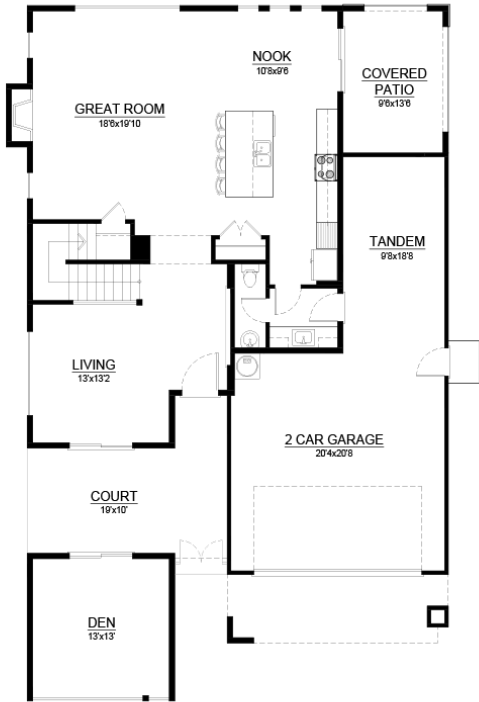 NOOK
10'8x9'6
COVERED
PATIO
9'6x13'6
GREAT ROOM
18'6x19'10
TANDEM
9'8x18'8
LIVING
13'x13'2
2 CAR GARAGE
20'4x20'8
COURT
19'x10'
DEN
13'x13'